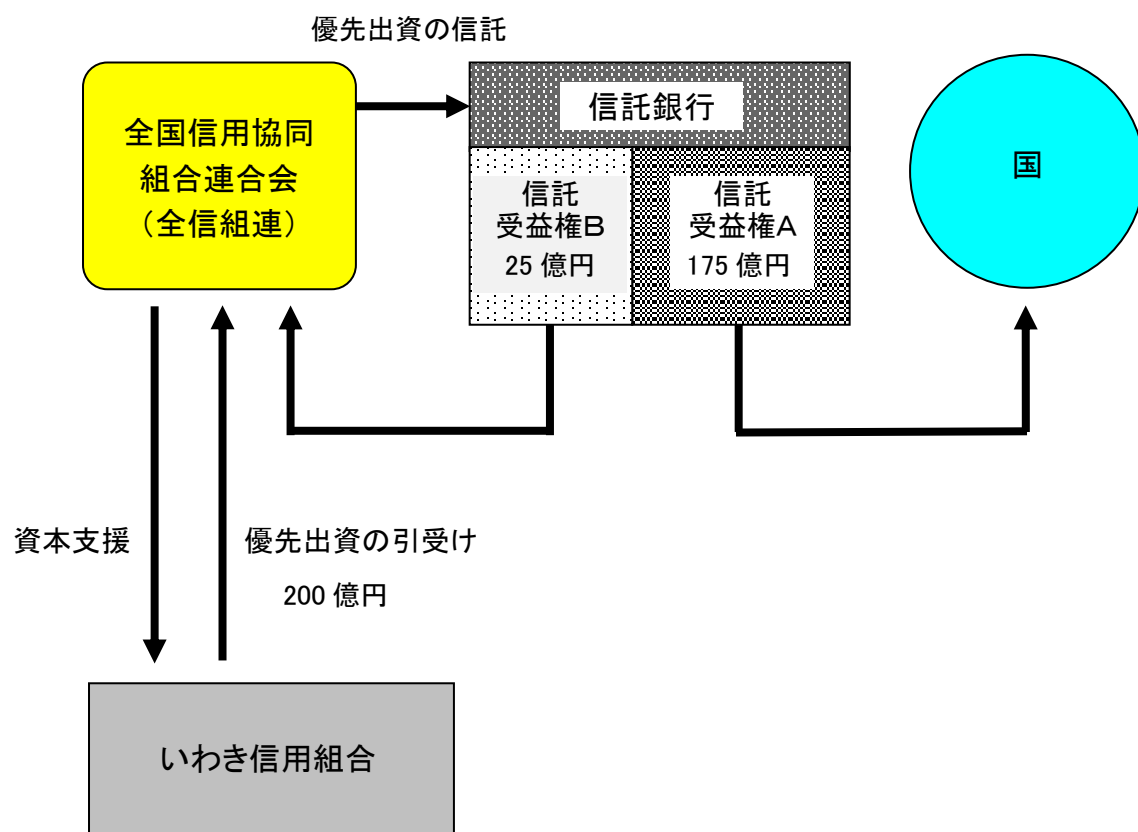 優先出資の信託
全国信用協同
組合連合会
（全信組連）
信託銀行
信託
受益権Ｂ
25 億円
信託
受益権Ａ
175 億円
国
資本支援
優先出資の引受け
200 億円
いわき信用組合